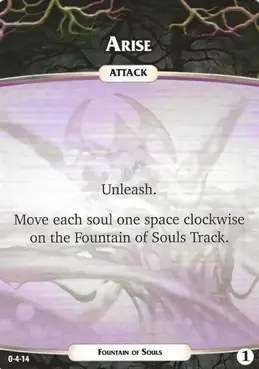 Arise
ATTACK
Unleash.
Move each soul one space clockwise
on the Fountain of Souls Track.
Fountain of Souls
0-4-14
1